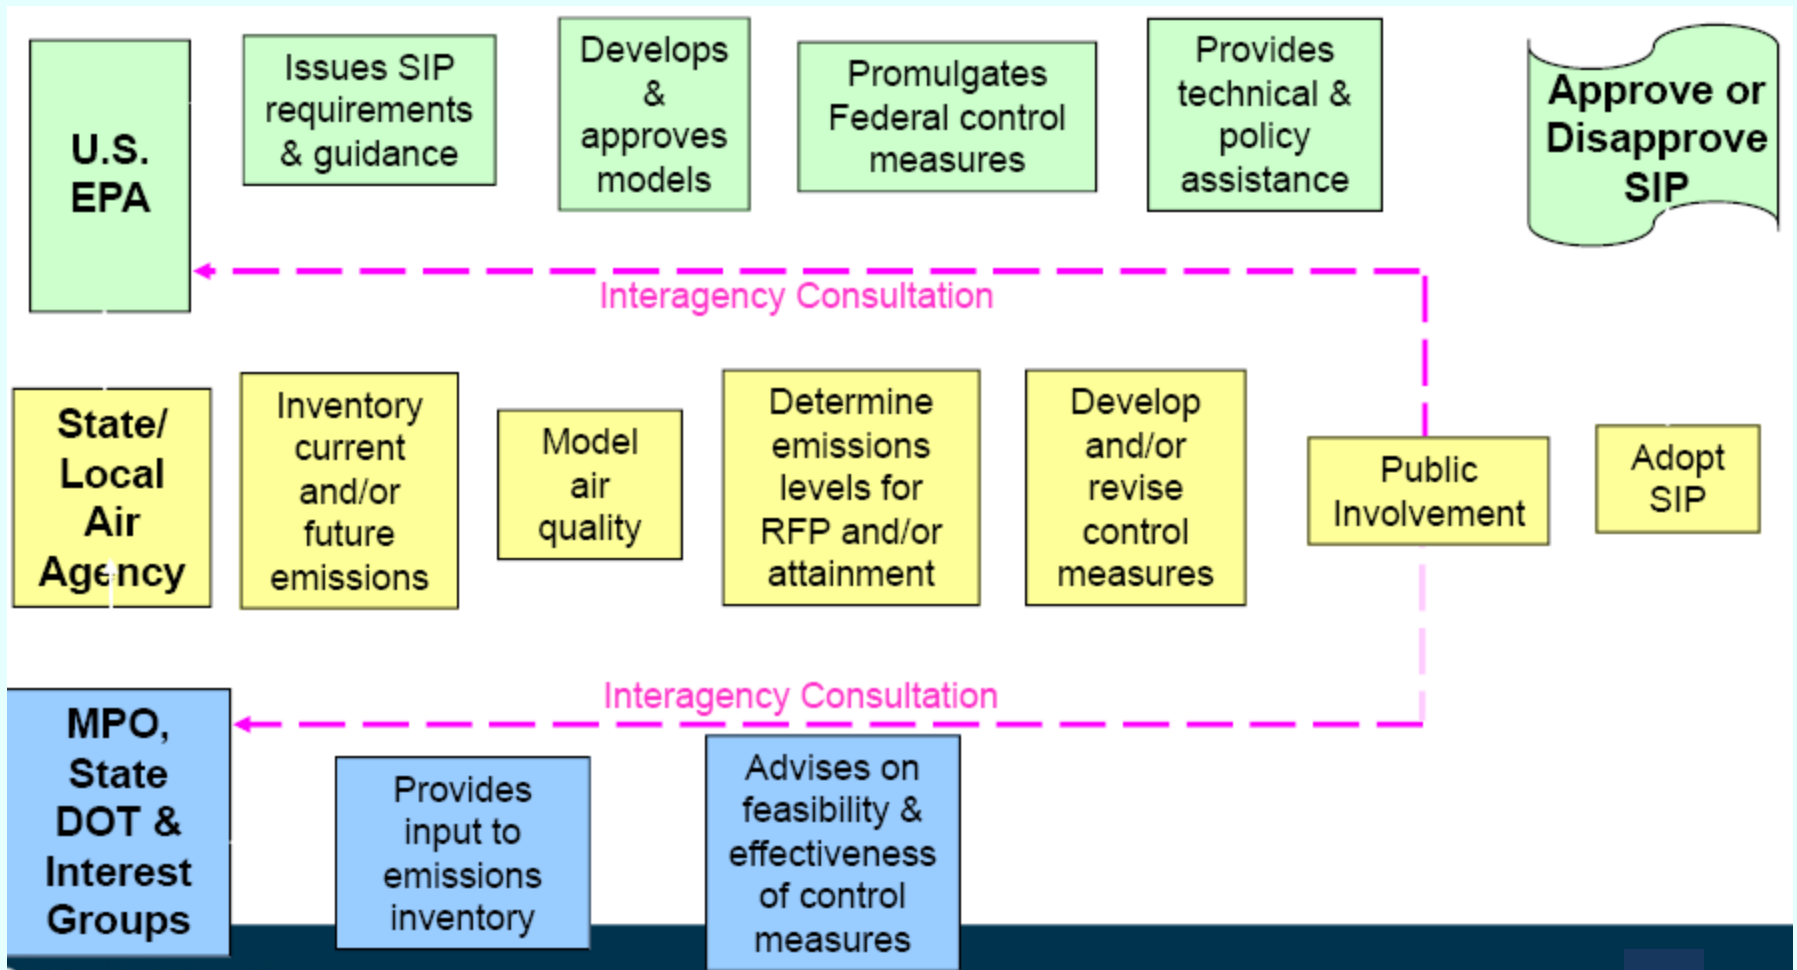 U.S.
EPA
Issues SIP
requirements
& guidance
Develops
&
approves
models
Promulgates
Federal control
measures
Provides
technical &
policy
assistance
Approve or
Disapprove
SIP
Interagency Consultation
State/
Local
Air
Agency
Inventory
current
and/or
future
emissions
Model
air
quality
Determine
emissions
levels for
RFP and/or
attainment
Develop
and/or
revise
control
measures
Public
Involvement
Adopt
SIP
Interagency Consultation
MPO,
State
DOT &
Interest
Groups
Provides
input to
emissions
inventory
Advises on
feasibility &
effectiveness
of control
measures